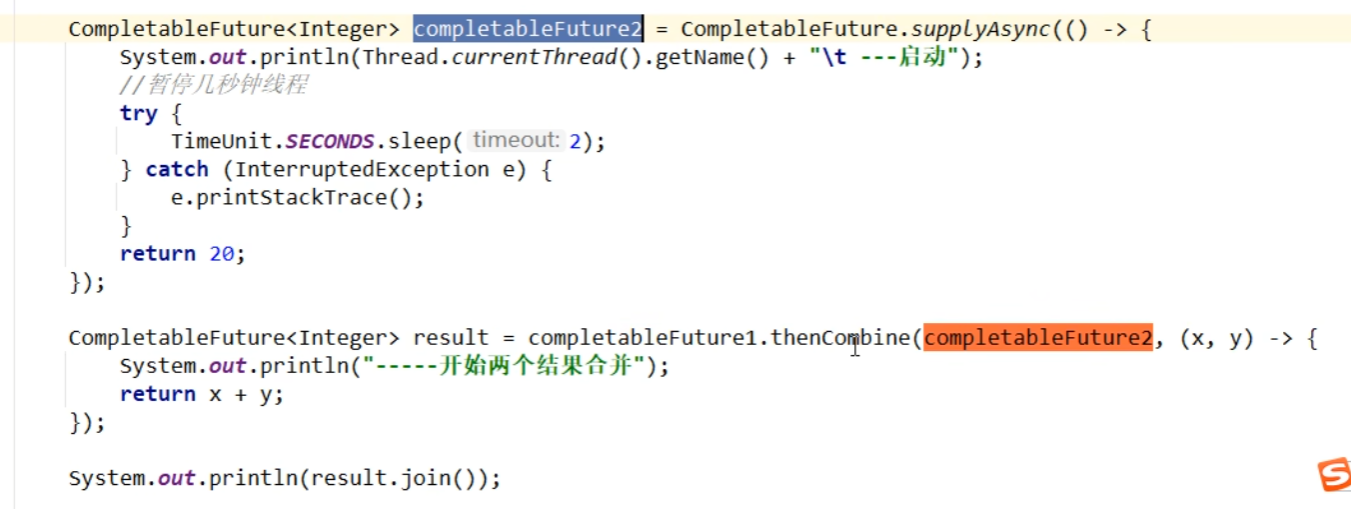 CompletableFuture<Integer> completableFuture2 = CompletableFuture.supplyAsync(() -> {
System.out.println(Thread.currentThread().getName() + "\t ---启动");
//暂停几秒钟线程
try {
TimeUnit.SECONDS.sleep( timeout: 2);
} catch (InterruptedException e) {
e.printStackTrace();
}
return 20;
});
CompletableFuture<Integer> result = completableFuture1.thenCombine(completableFuture2, (x, y) -> {
System.out.println("-----开始两个结果合并");
return x + y;
});
System.out.println(result.join());
S